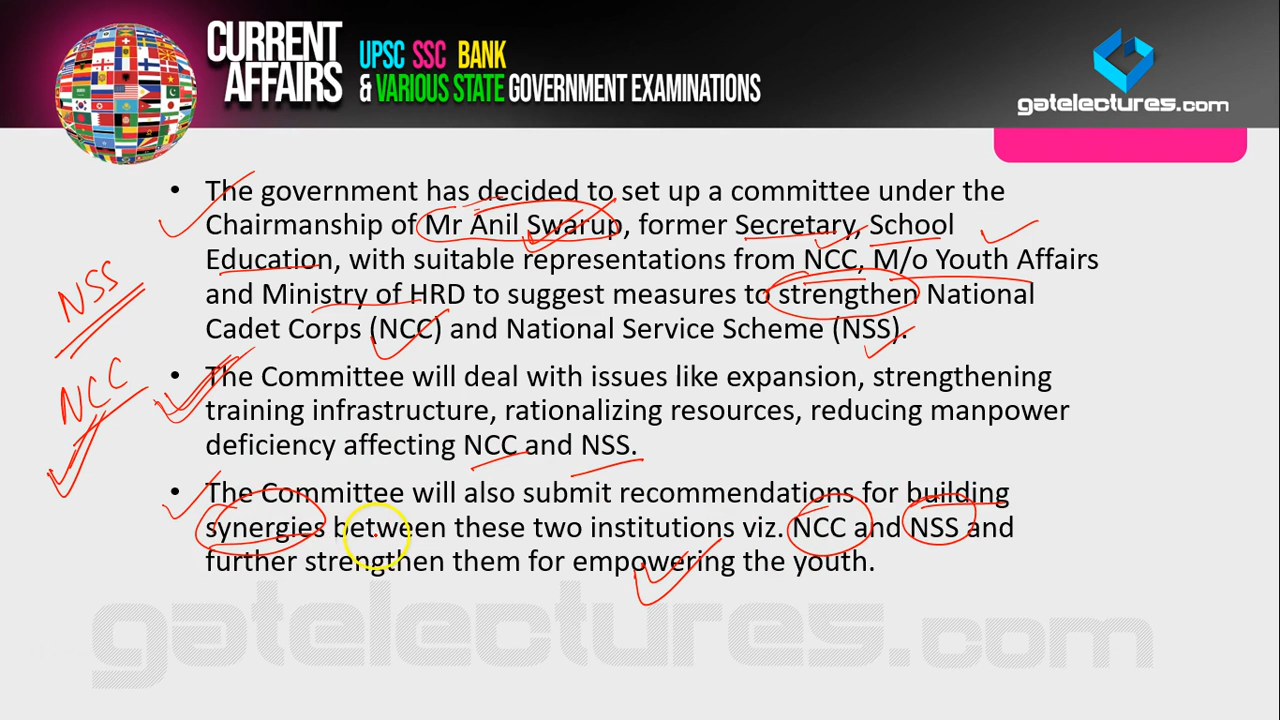 CURRENT
AFFAIRS
UPSC SSC BANK
& VARIOUS STATE GOVERNMENT EXAMINATIONS
gatelectures.com
• The government has decided to set up a committee under the
Chairmanship of Mr Anil Swarup, former Secretary, School
Education, with suitable representations from NCC, M/o Youth Affairs
and Ministry of HRD to suggest measures to strengthen National
Cadet Corps (NCC) and National Service Scheme (NSS).
NSS
• The Committee will deal with issues like expansion, strengthening
training infrastructure, rationalizing resources, reducing manpower
deficiency affecting NCC and NSS.
NCC
• The Committee will also submit recommendations for building
synergies between these two institutions viz. NCC and NSS and
further strengthen them for empowering the youth.
gatelectures.com